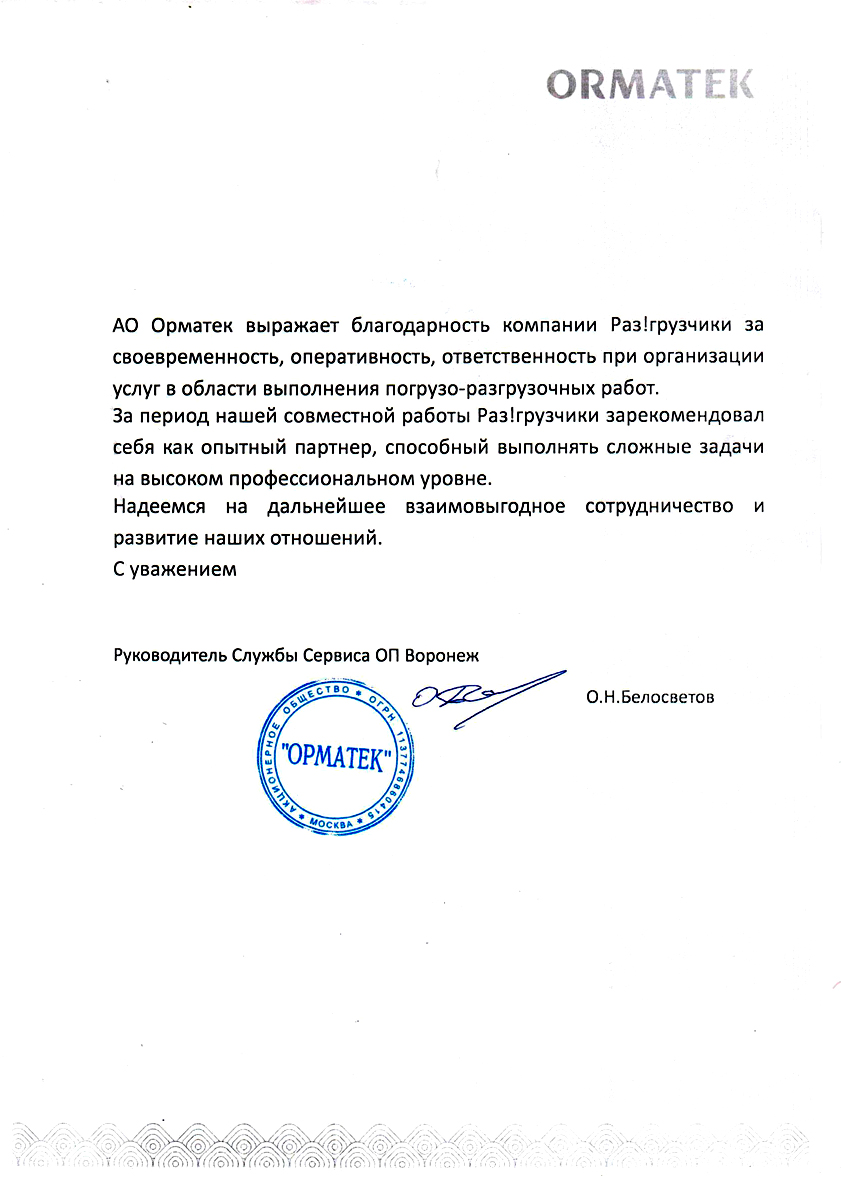 ORMATEK
АО Орматек выражает благодарность компании Раз!грузчики за
своевременность, оперативность, ответственность при организации
услуг в области выполнения погрузо-разгрузочных работ.
За период нашей совместной работы Раз!грузчики зарекомендовал
себя как опытный партнер, способный выполнять сложные задачи
на высоком профессиональном уровне.
Надеемся на дальнейшее взаимовыгодное сотрудничество и
развитие наших отношений.
С уважением
Руководитель Службы Сервиса ОП Воронеж
О.Н.Белосветов
АКЦИОНЕРНОЕ ОБЩЕСТВО * ОГРН 1137746860415 * МОСКВА *
"ОРМАТЕК"